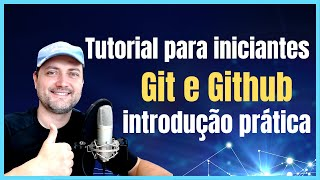 Tutorial para iniciantes
Git e Github
introdução prática